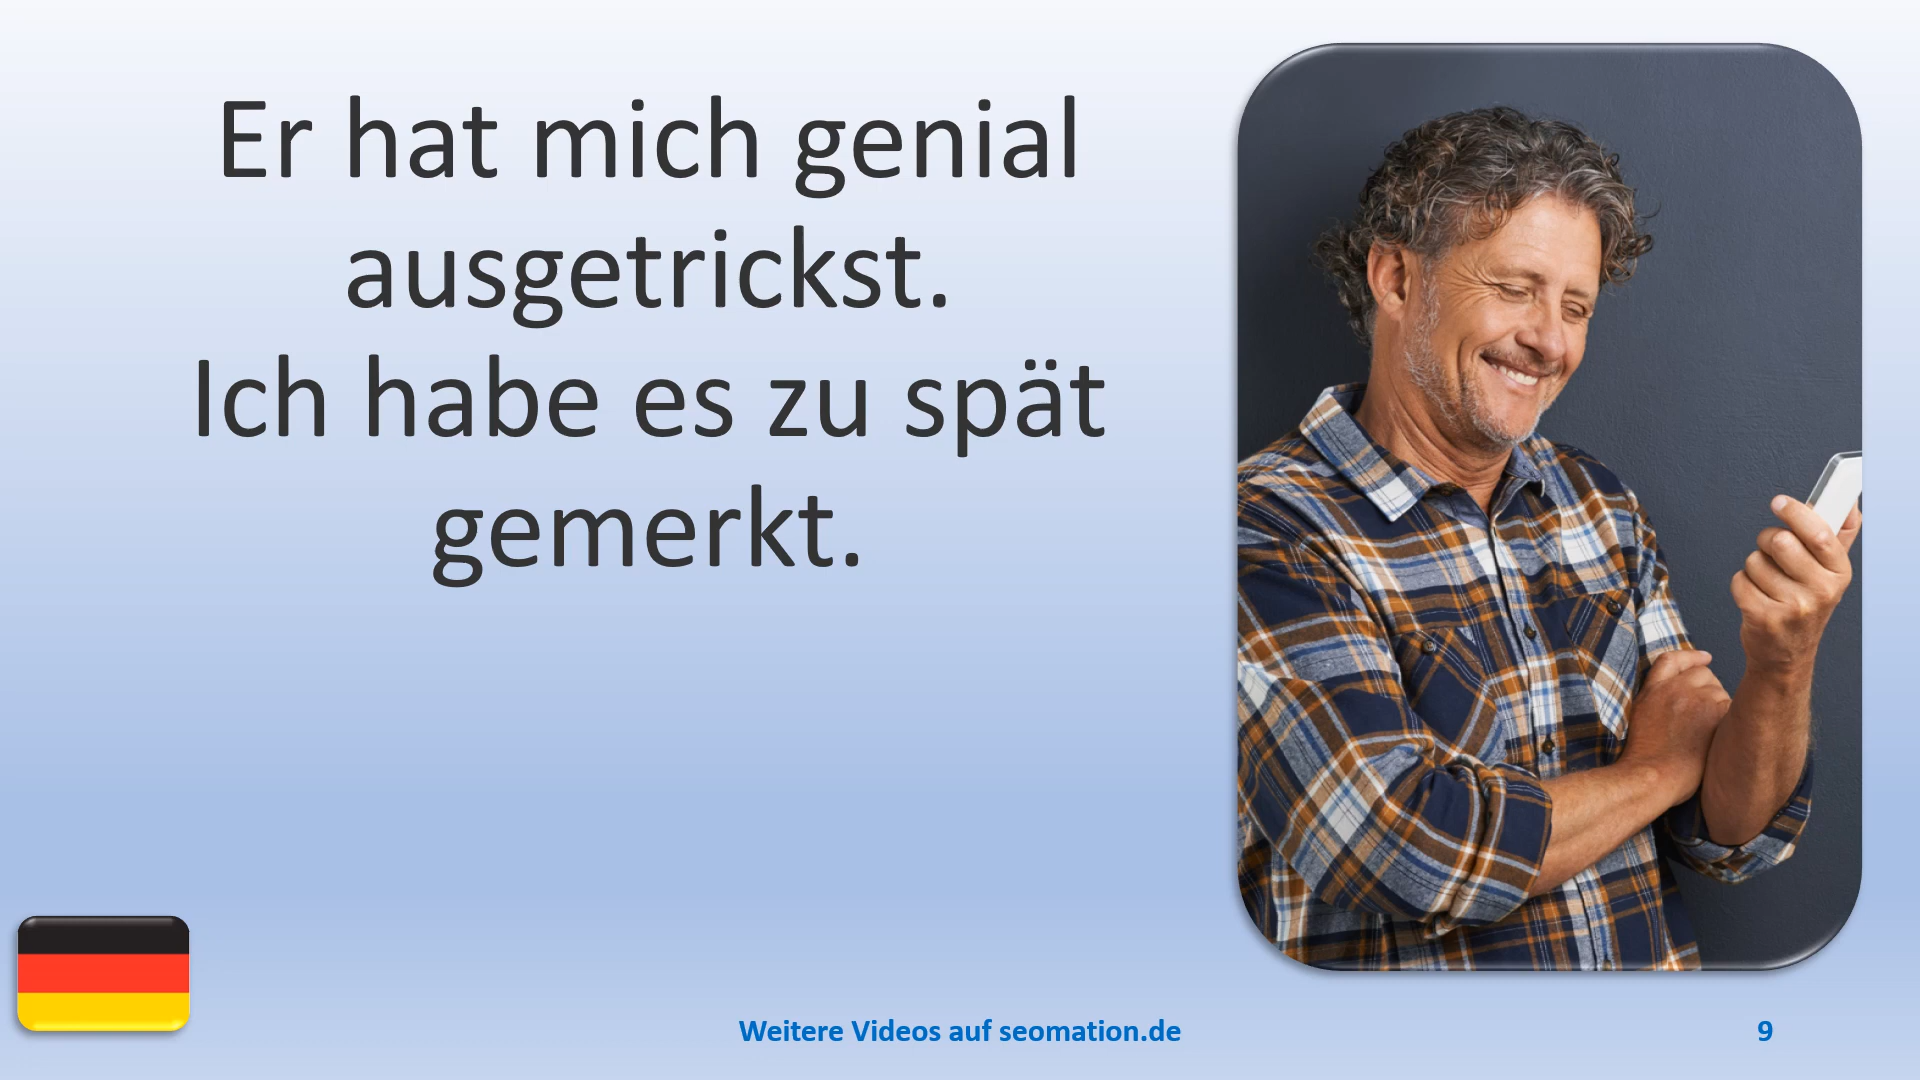 Er hat mich genial
ausgetrickst.
Ich habe es zu spät
gemerkt.
Weitere Videos auf seomation.de
9